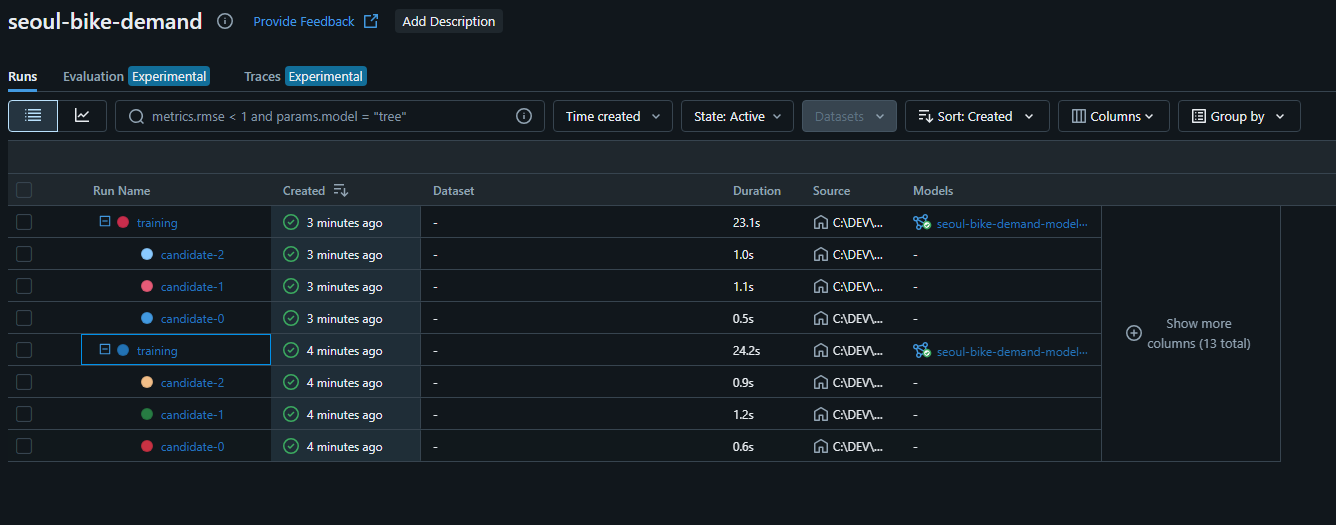 seoul-bike-demand Provide Feedback Add Description
Runs Evaluation Experimental Traces Experimental
metrics.rmse < 1 and params.model = "tree" Time created State: Active Datasets Sort: Created Columns Group by
Run Name Created Dataset Duration Source Models
training 3 minutes ago - 23.1s C:\DEV\... seoul-bike-demand-model...
candidate-2 3 minutes ago - 1.0s C:\DEV\... -
candidate-1 3 minutes ago - 1.1s C:\DEV\... -
candidate-0 3 minutes ago - 0.5s C:\DEV\... -
training 4 minutes ago - 24.2s C:\DEV\... seoul-bike-demand-model...
candidate-2 4 minutes ago - 0.9s C:\DEV\... -
candidate-1 4 minutes ago - 1.2s C:\DEV\... -
candidate-0 4 minutes ago - 0.6s C:\DEV\... -
Show more
columns (13 total)